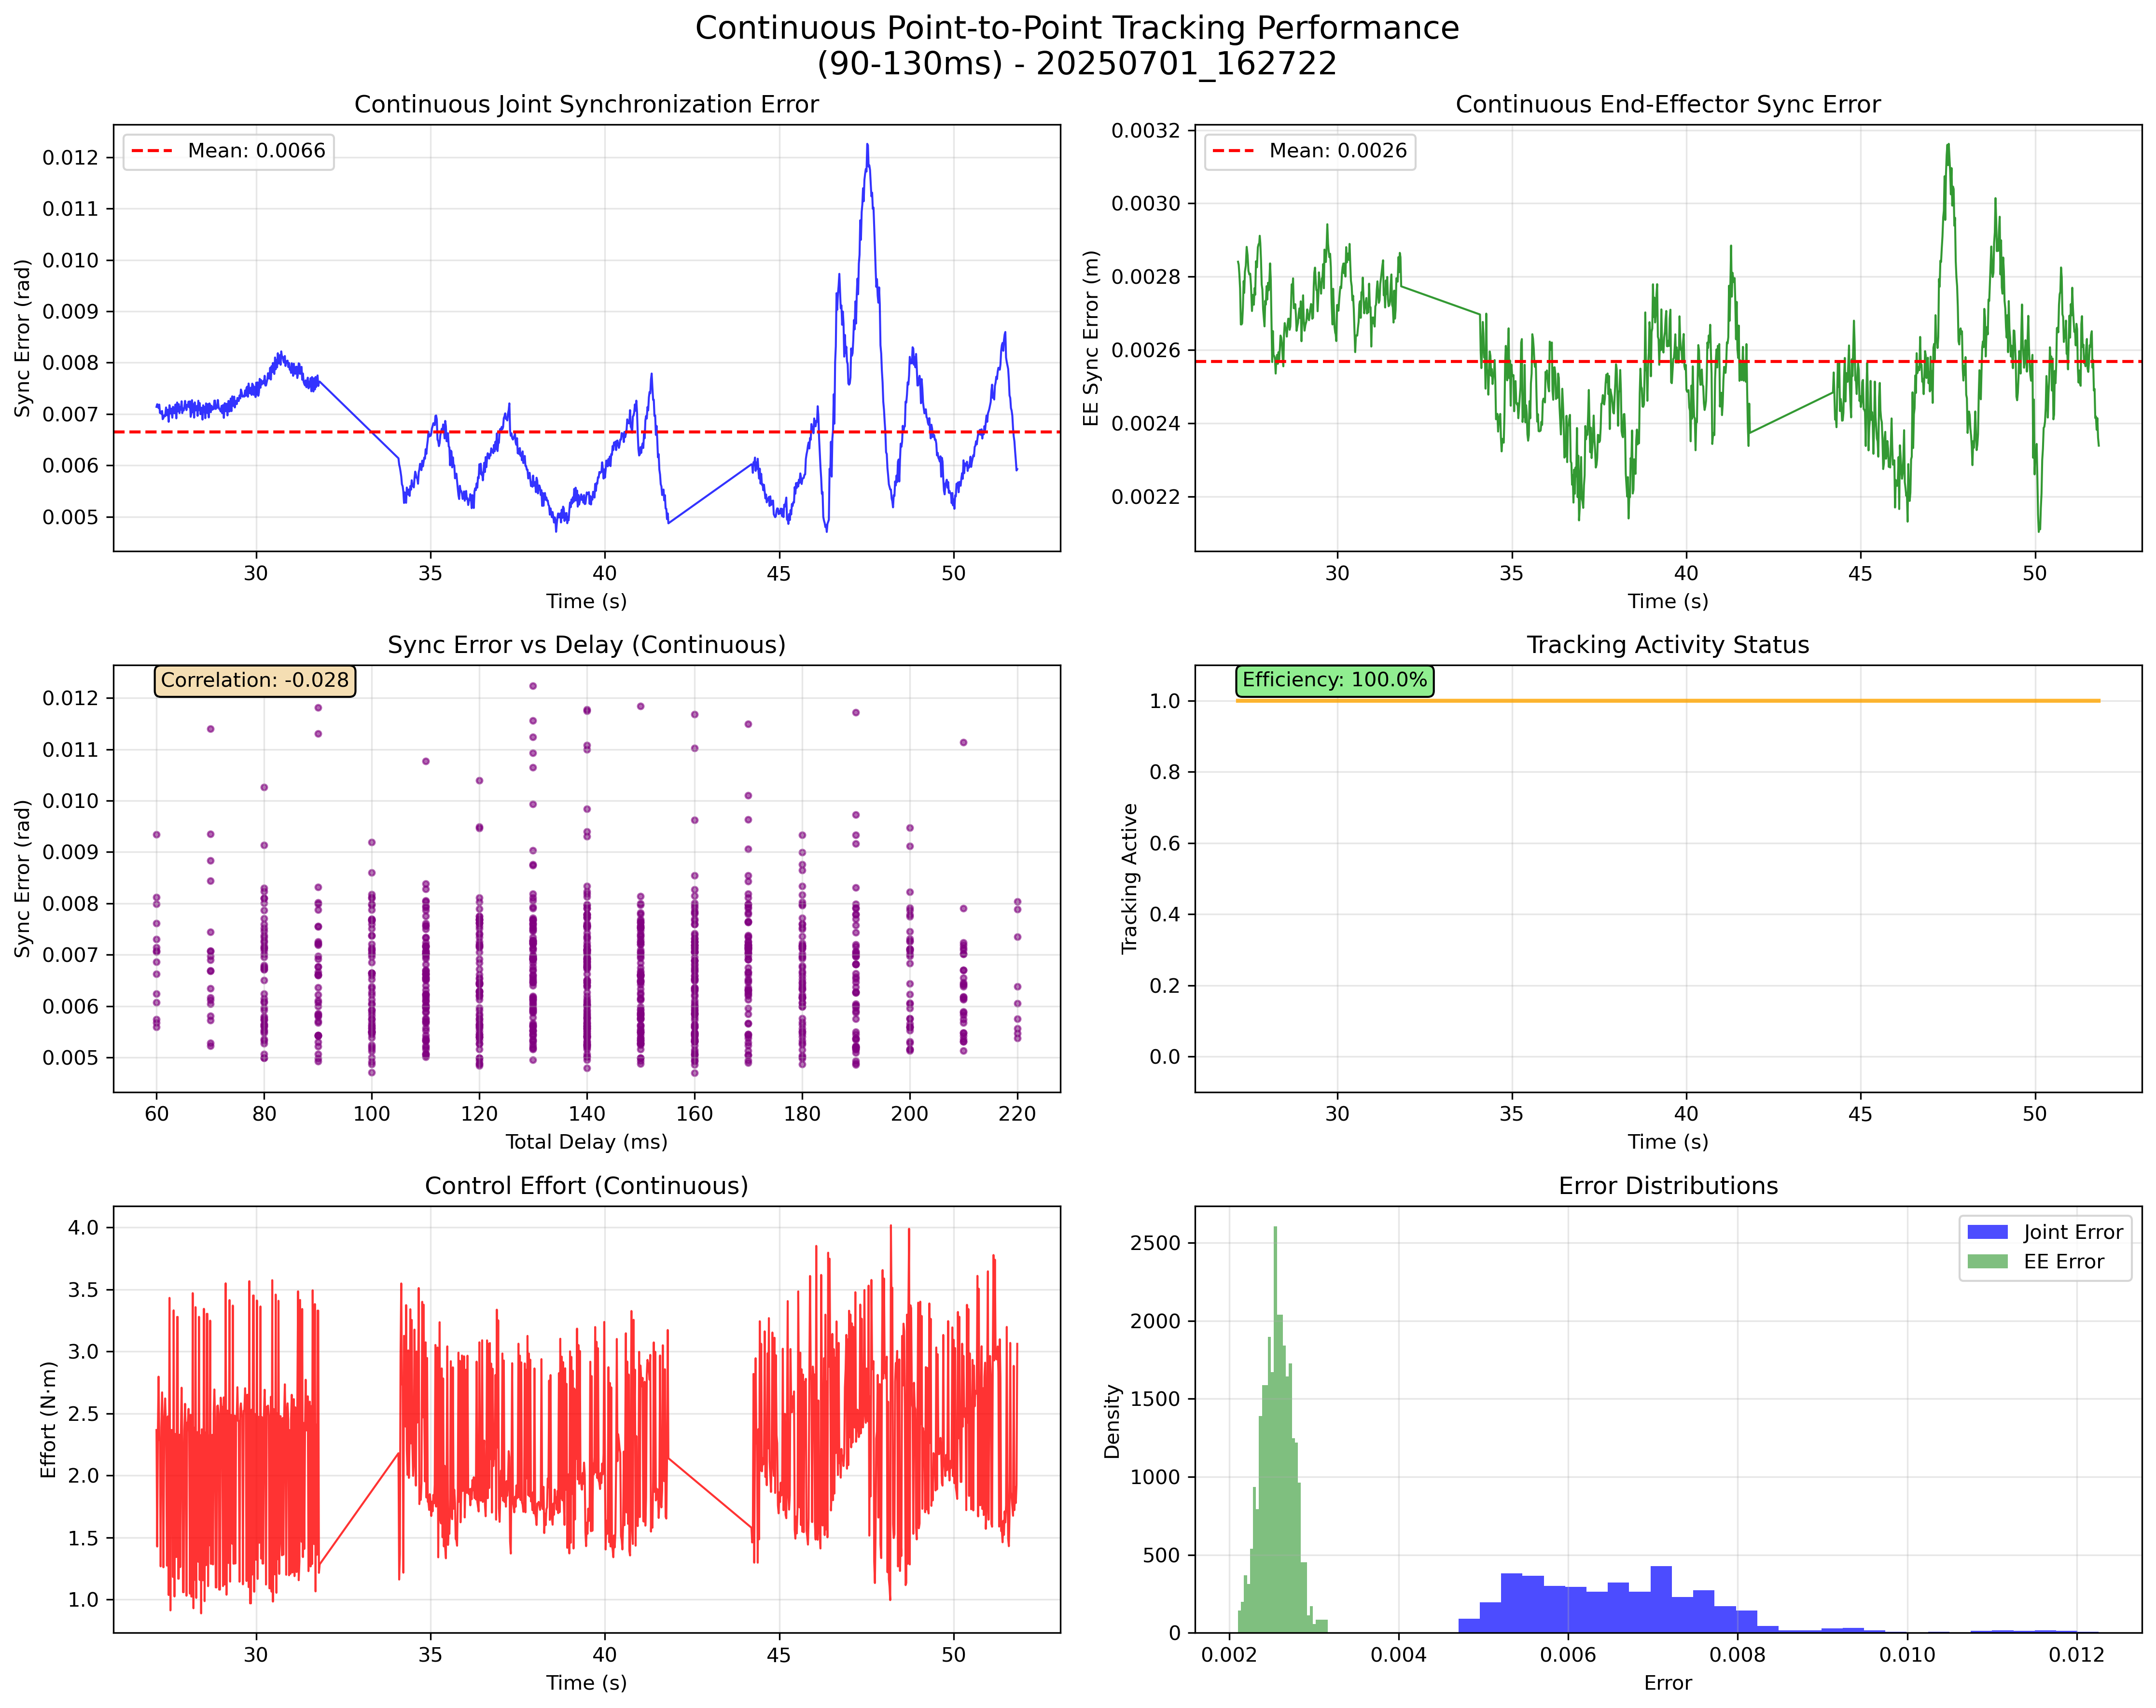 Continuous Point-to-Point Tracking Performance
(90-130ms) - 20250701_162722
Continuous Joint Synchronization Error
Mean: 0.0066
Sync Error (rad)
0.012
0.011
0.010
0.009
0.008
0.007
0.006
0.005
30 35 40 45 50
Time (s)
Continuous End-Effector Sync Error
Mean: 0.0026
EE Sync Error (m)
0.0032
0.0030
0.0028
0.0026
0.0024
0.0022
30 35 40 45 50
Time (s)
Sync Error vs Delay (Continuous)
Correlation: -0.028
Sync Error (rad)
0.012
0.011
0.010
0.009
0.008
0.007
0.006
0.005
60 80 100 120 140 160 180 200 220
Total Delay (ms)
Tracking Activity Status
Efficiency: 100.0%
Tracking Active
1.0
0.8
0.6
0.4
0.2
0.0
30 35 40 45 50
Time (s)
Control Effort (Continuous)
Effort (N·m)
4.0
3.5
3.0
2.5
2.0
1.5
1.0
30 35 40 45 50
Time (s)
Error Distributions
Joint Error
EE Error
Density
2500
2000
1500
1000
500
0
0.002 0.004 0.006 0.008 0.010 0.012
Error